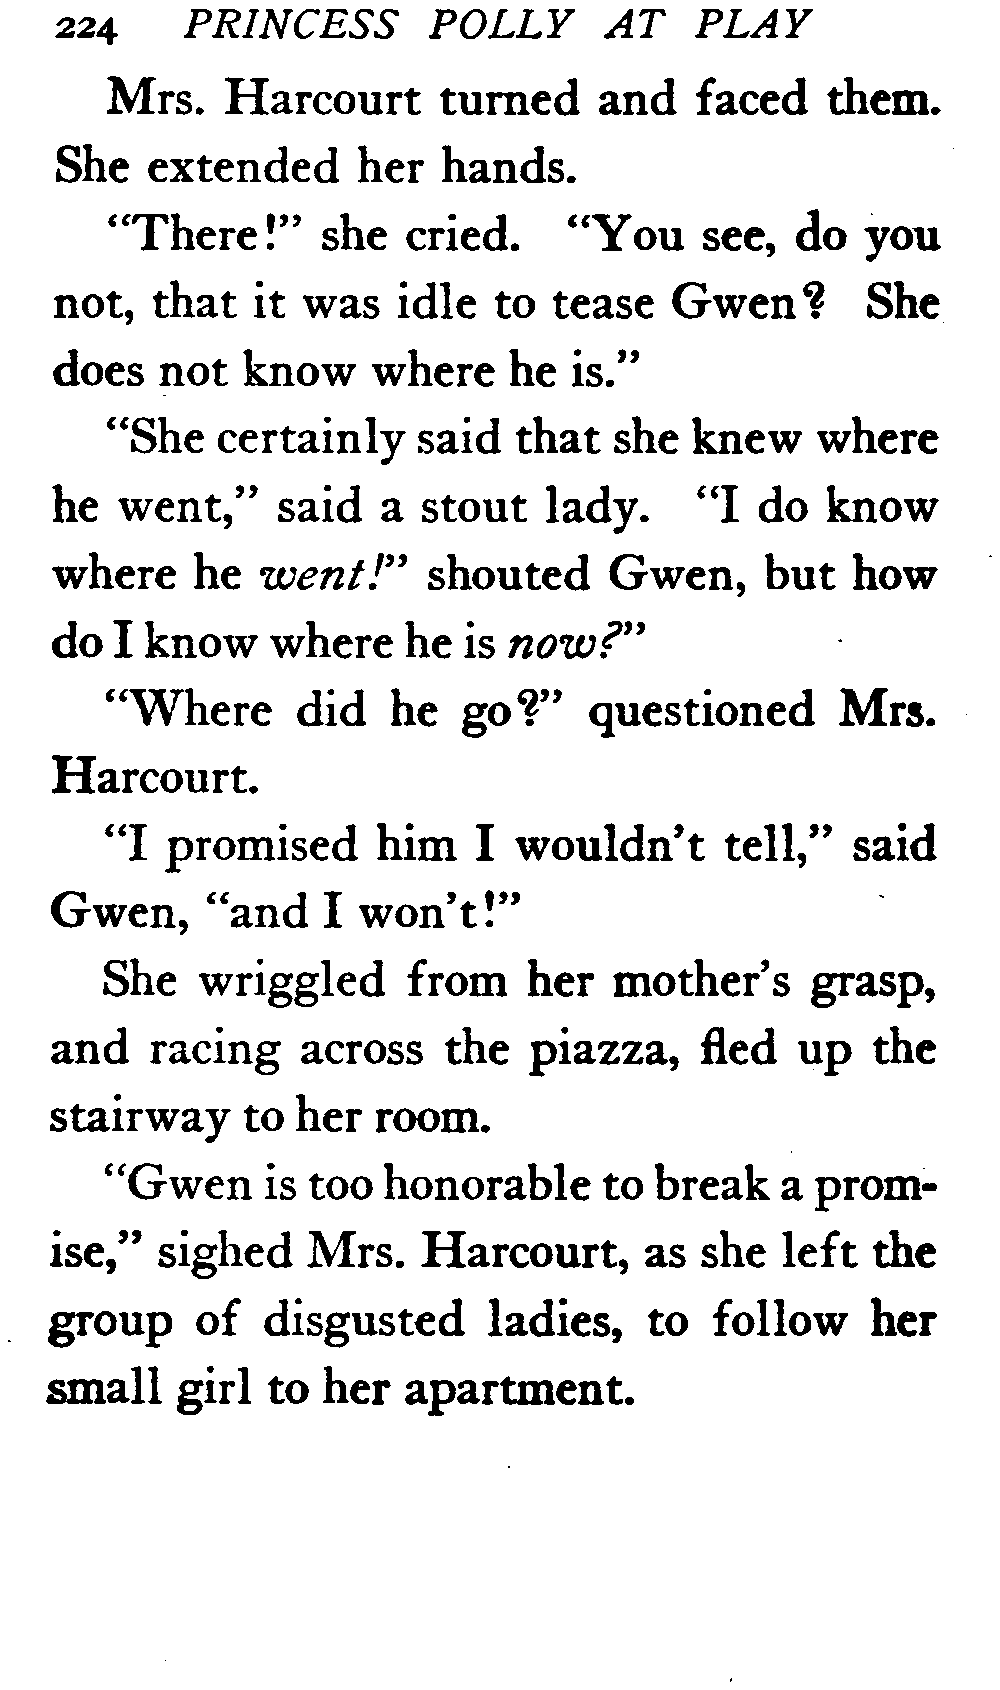 224 PRINCESS POLLY AT PLAY
Mrs. Harcourt turned and faced them.
She extended her hands.
"There!" she cried. "You see, do you
not, that it was idle to tease Gwen? She
does not know where he is."
"She certainly said that she knew where
he went," said a stout lady. "I do know
where he went!" shouted Gwen, but how
do I know where he is now?"
"Where did he go?" questioned Mrs.
Harcourt.
"I promised him I wouldn't tell," said
Gwen, "and I won't!"
She wriggled from her mother's grasp,
and racing across the piazza, fled up the
stairway to her room.
"Gwen is too honorable to break a prom-
ise," sighed Mrs. Harcourt, as she left the
group of disgusted ladies, to follow her
small girl to her apartment.